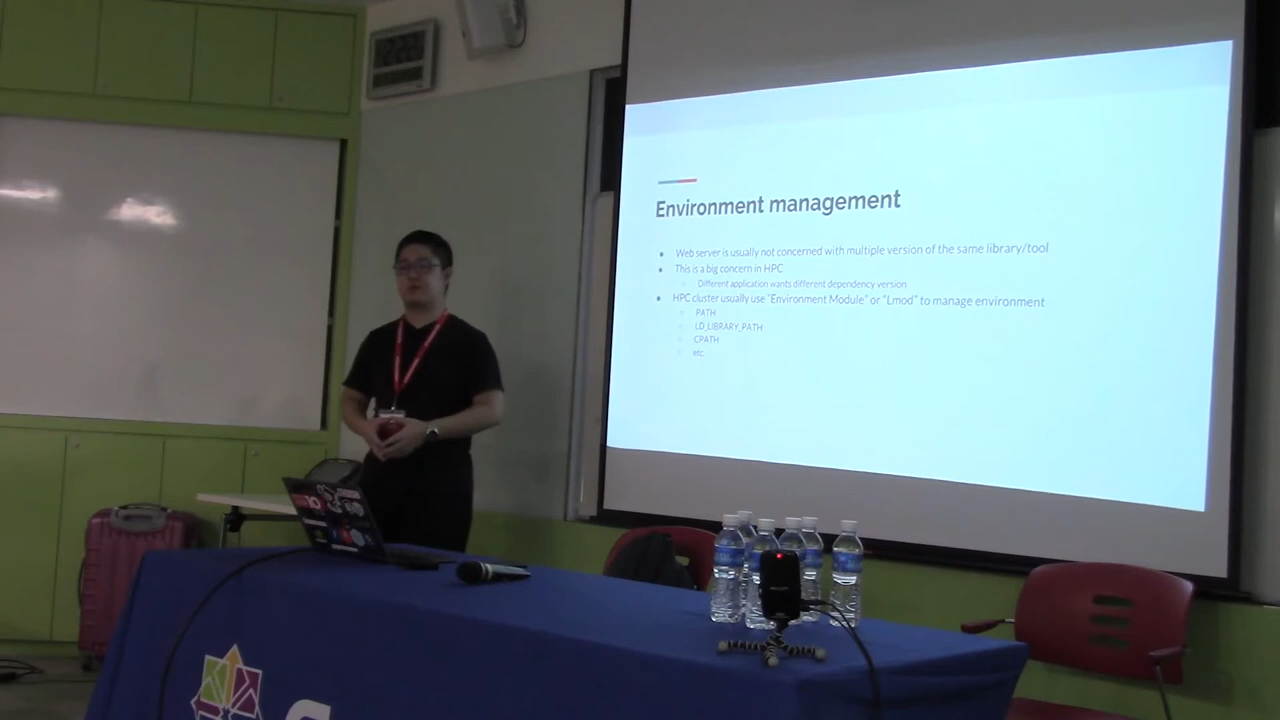 Environment management
Web server is usually not concerned with multiple version of the same library/tool
This is a big concern in HPC
Different application wants different dependency version
HPC cluster usually use "Environment Module" or "Lmod" to manage environment
PATH
LD_LIBRARY_PATH
CPATH
etc.